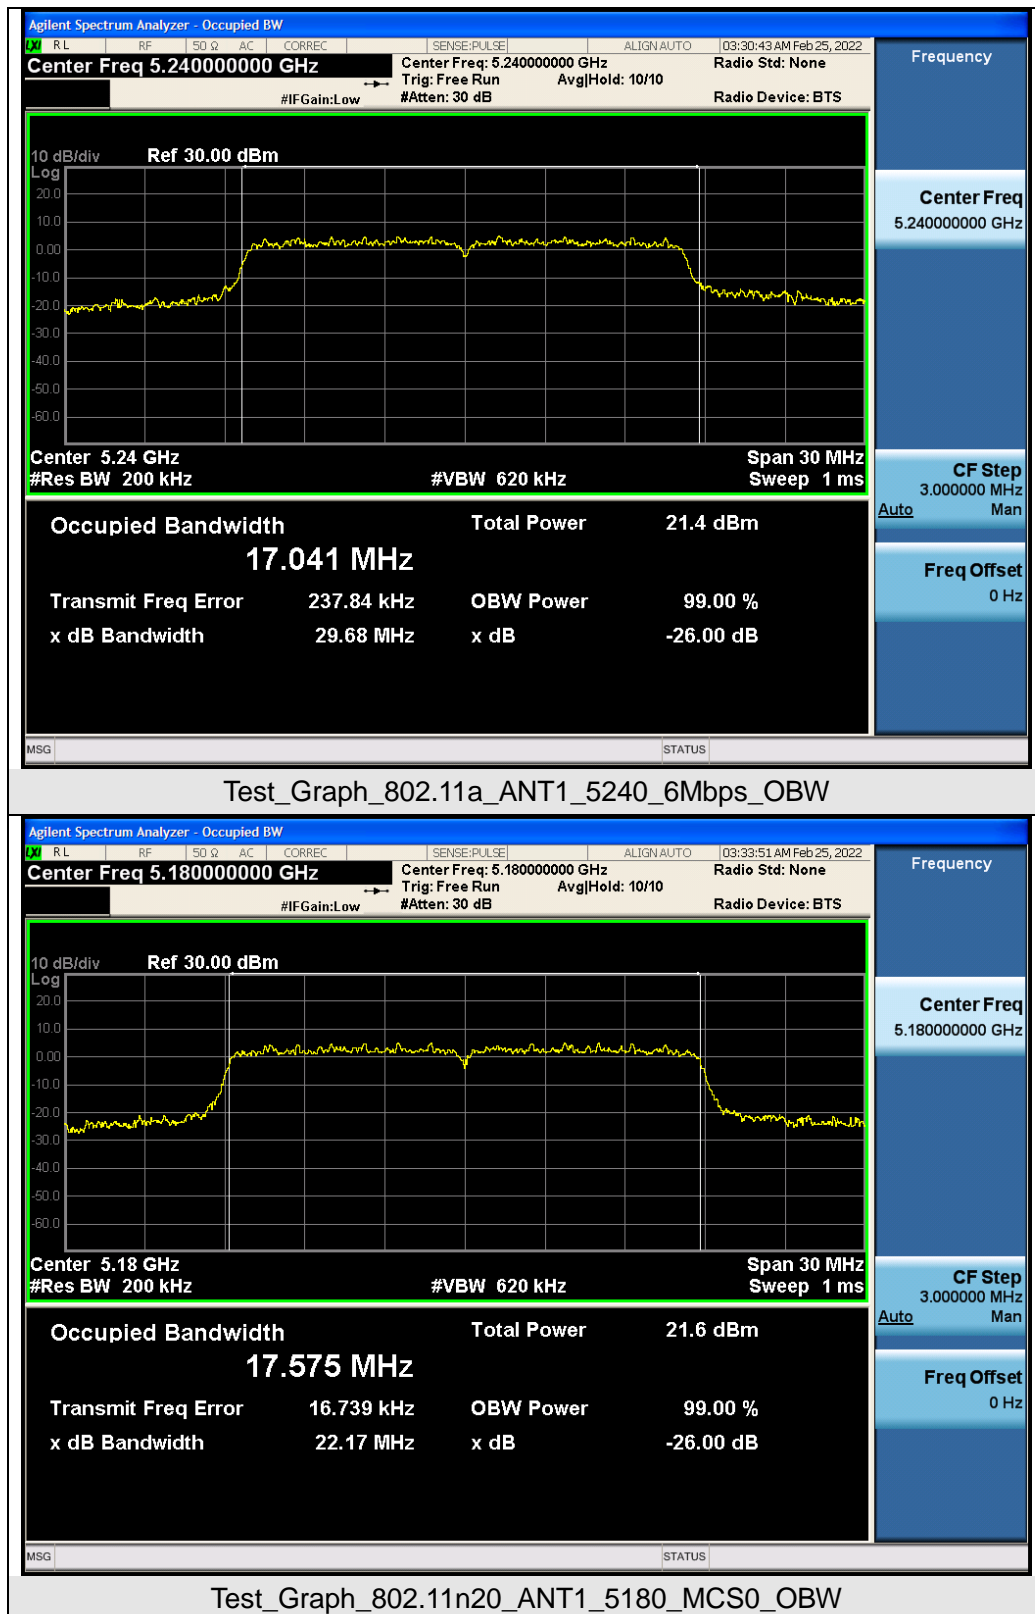 Agilent Spectrum Analyzer - Occupied BW
LXI RL RF 50 Ω AC CORREC SENSE:PULSE ALIGN AUTO 03:30:43 AM Feb 25, 2022
Center Freq 5.240000000 GHz Center Freq: 5.240000000 GHz Radio Std: None Frequency
Trig: Free Run Avg|Hold: 10/10
#IFGain:Low #Atten: 30 dB Radio Device: BTS
10 dB/div Ref 30.00 dBm
Log
20.0
10.0
0.00
-10.0
-20.0
-30.0
-40.0
-50.0
-60.0
Center Freq
5.240000000 GHz
Center 5.24 GHz Span 30 MHz
#Res BW 200 kHz #VBW 620 kHz Sweep 1 ms
CF Step
3.000000 MHz
Auto Man
Occupied Bandwidth Total Power 21.4 dBm
17.041 MHz
Transmit Freq Error 237.84 kHz OBW Power 99.00 %
x dB Bandwidth 29.68 MHz x dB -26.00 dB
Freq Offset
0 Hz
MSG STATUS
Test_Graph_802.11a_ANT1_5240_6Mbps_OBW
Agilent Spectrum Analyzer - Occupied BW
LXI RL RF 50 Ω AC CORREC SENSE:PULSE ALIGN AUTO 03:33:51 AM Feb 25, 2022
Center Freq 5.180000000 GHz Center Freq: 5.180000000 GHz Radio Std: None Frequency
Trig: Free Run Avg|Hold: 10/10
#IFGain:Low #Atten: 30 dB Radio Device: BTS
10 dB/div Ref 30.00 dBm
Log
20.0
10.0
0.00
-10.0
-20.0
-30.0
-40.0
-50.0
-60.0
Center Freq
5.180000000 GHz
Center 5.18 GHz Span 30 MHz
#Res BW 200 kHz #VBW 620 kHz Sweep 1 ms
CF Step
3.000000 MHz
Auto Man
Occupied Bandwidth Total Power 21.6 dBm
17.575 MHz
Transmit Freq Error 16.739 kHz OBW Power 99.00 %
x dB Bandwidth 22.17 MHz x dB -26.00 dB
Freq Offset
0 Hz
MSG STATUS
Test_Graph_802.11n20_ANT1_5180_MCS0_OBW